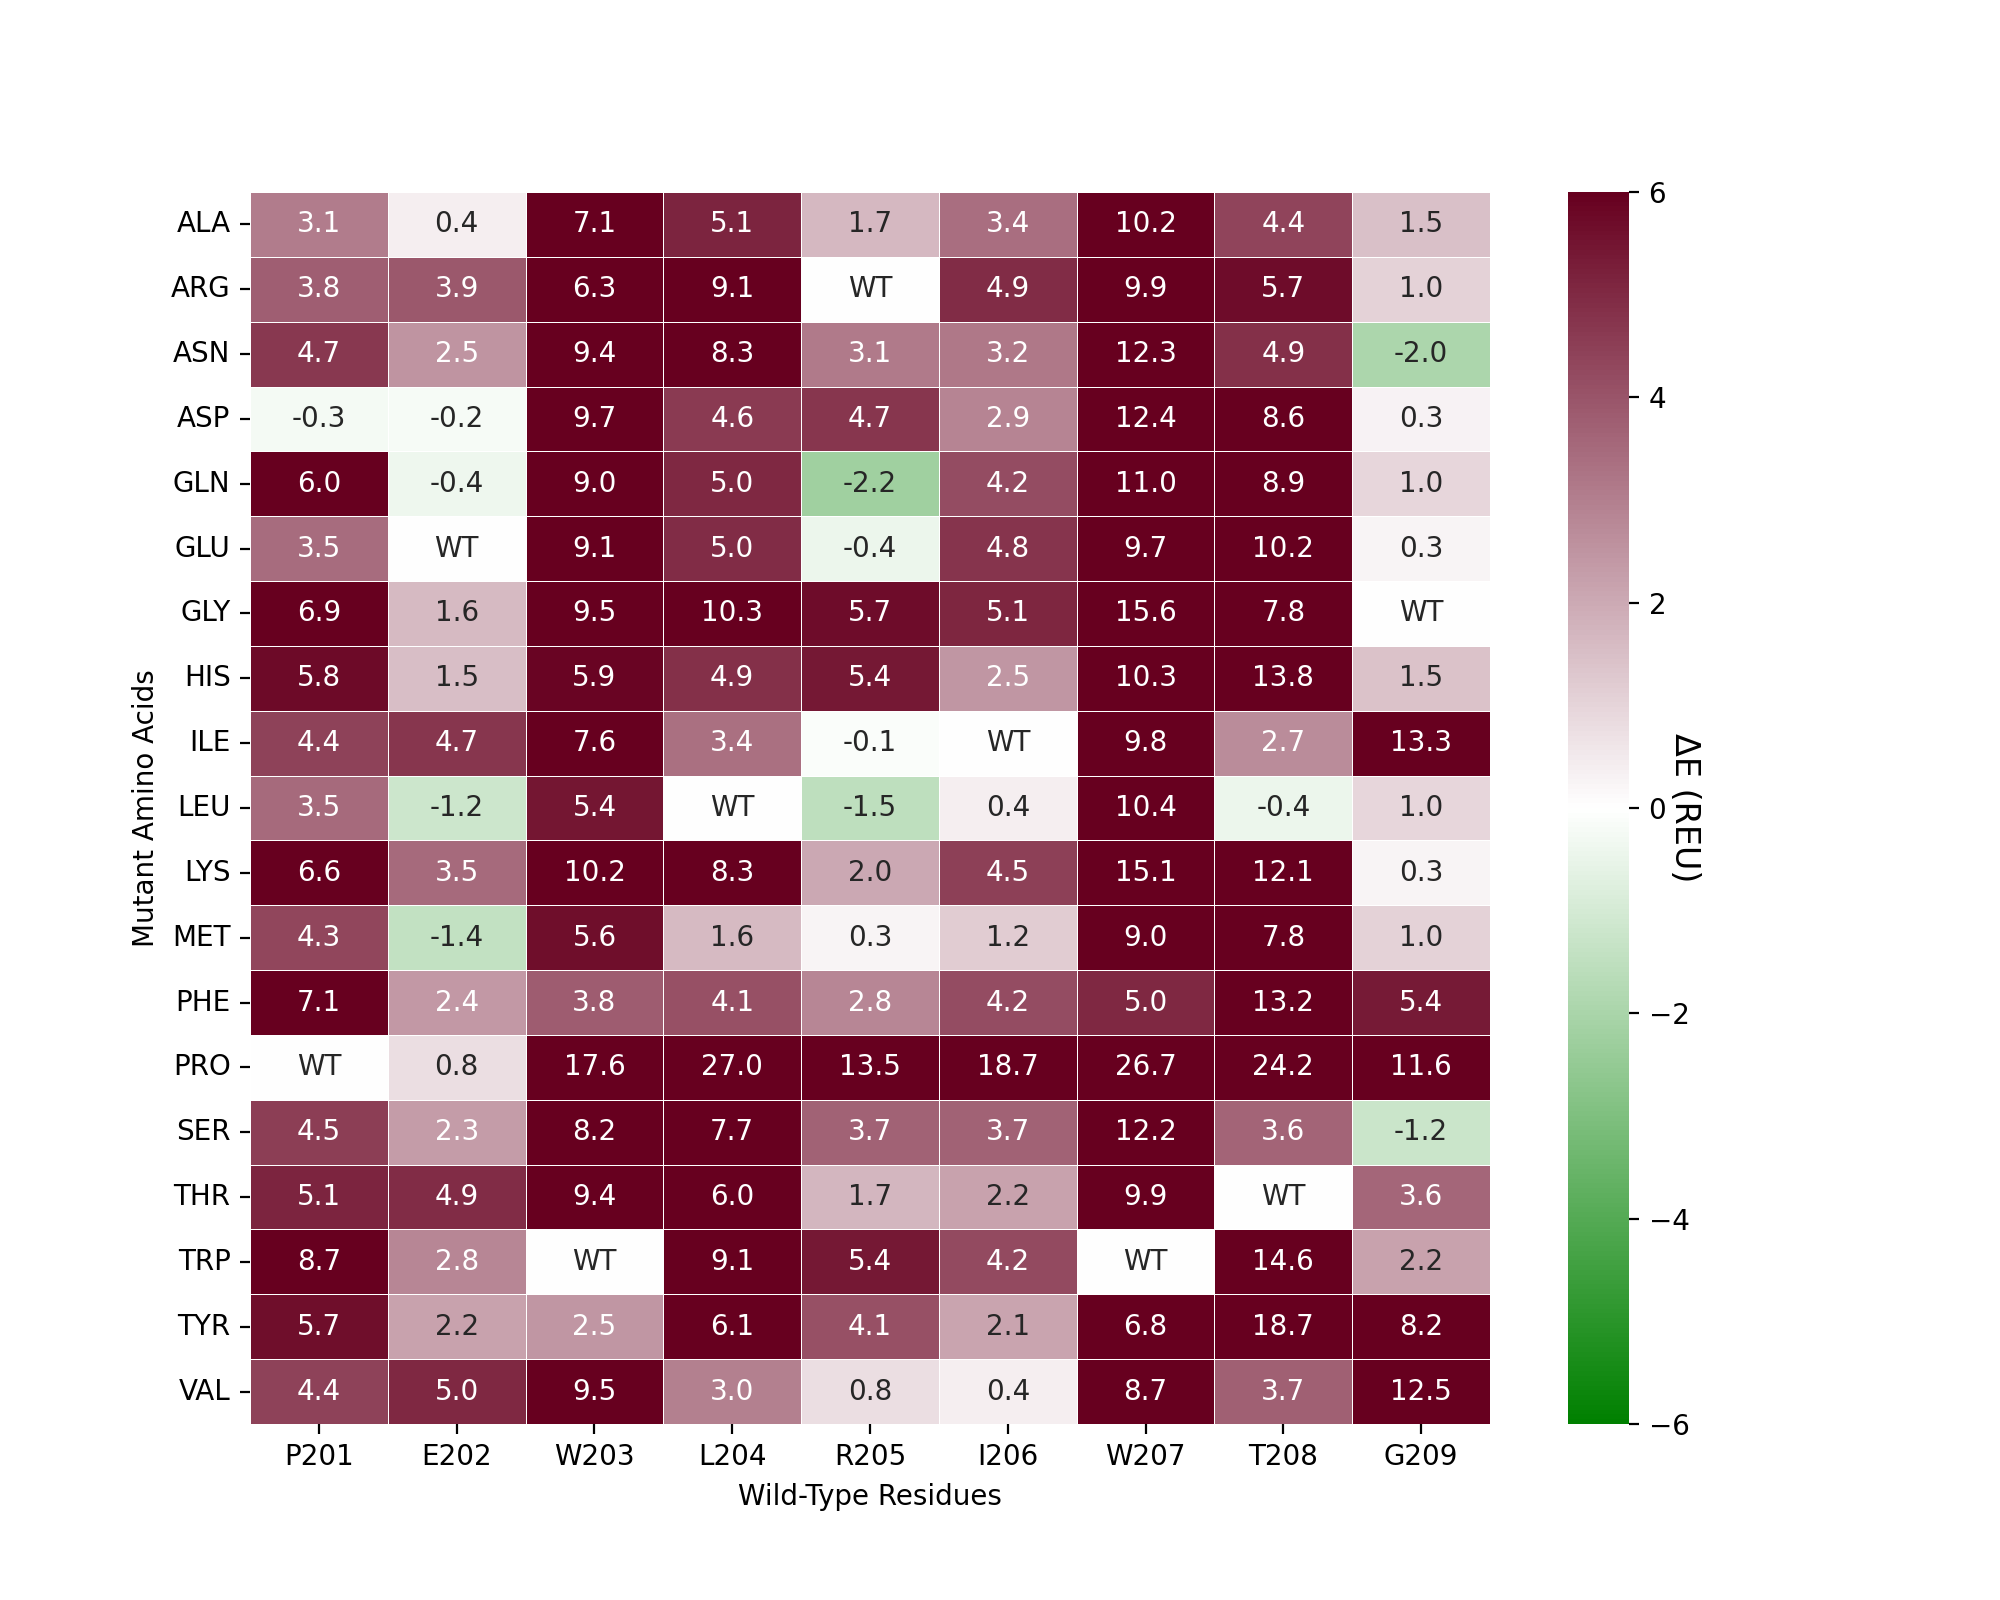 ALA 3.1 0.4 7.1 5.1 1.7 3.4 10.2 4.4 1.5
ARG 3.8 3.9 6.3 9.1 WT 4.9 9.9 5.7 1.0
ASN 4.7 2.5 9.4 8.3 3.1 3.2 12.3 4.9 -2.0
ASP -0.3 -0.2 9.7 4.6 4.7 2.9 12.4 8.6 0.3
GLN 6.0 -0.4 9.0 5.0 -2.2 4.2 11.0 8.9 1.0
GLU 3.5 WT 9.1 5.0 -0.4 4.8 9.7 10.2 0.3
GLY 6.9 1.6 9.5 10.3 5.7 5.1 15.6 7.8 WT
HIS 5.8 1.5 5.9 4.9 5.4 2.5 10.3 13.8 1.5
ILE 4.4 4.7 7.6 3.4 -0.1 WT 9.8 2.7 13.3
LEU 3.5 -1.2 5.4 WT -1.5 0.4 10.4 -0.4 1.0
LYS 6.6 3.5 10.2 8.3 2.0 4.5 15.1 12.1 0.3
MET 4.3 -1.4 5.6 1.6 0.3 1.2 9.0 7.8 1.0
PHE 7.1 2.4 3.8 4.1 2.8 4.2 5.0 13.2 5.4
PRO WT 0.8 17.6 27.0 13.5 18.7 26.7 24.2 11.6
SER 4.5 2.3 8.2 7.7 3.7 3.7 12.2 3.6 -1.2
THR 5.1 4.9 9.4 6.0 1.7 2.2 9.9 WT 3.6
TRP 8.7 2.8 WT 9.1 5.4 4.2 WT 14.6 2.2
TYR 5.7 2.2 2.5 6.1 4.1 2.1 6.8 18.7 8.2
VAL 4.4 5.0 9.5 3.0 0.8 0.4 8.7 3.7 12.5
P201 E202 W203 L204 R205 I206 W207 T208 G209
Wild-Type Residues
Mutant Amino Acids
6
4
2
0
−2
−4
−6
ΔE (REU)